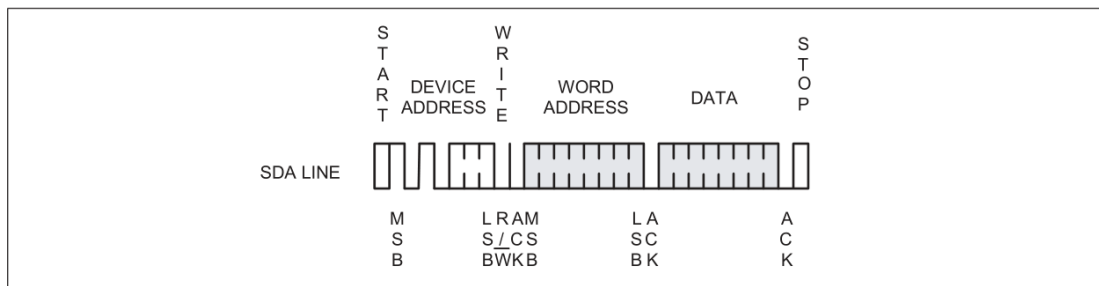 START
WRITE
STOP
DEVICE
ADDRESS
WORD
ADDRESS
DATA
SDA LINE
MSB
LSB
R/W
ACK
MSB
LSB
ACK
ACK